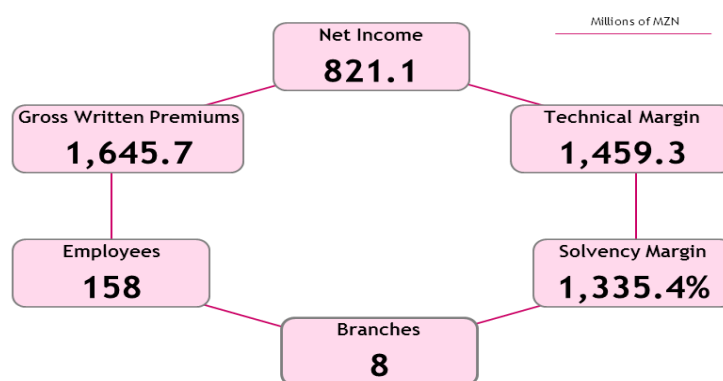 Millions of MZN
Net Income
821.1
Gross Written Premiums
1,645.7
Technical Margin
1,459.3
Employees
158
Solvency Margin
1,335.4%
Branches
8